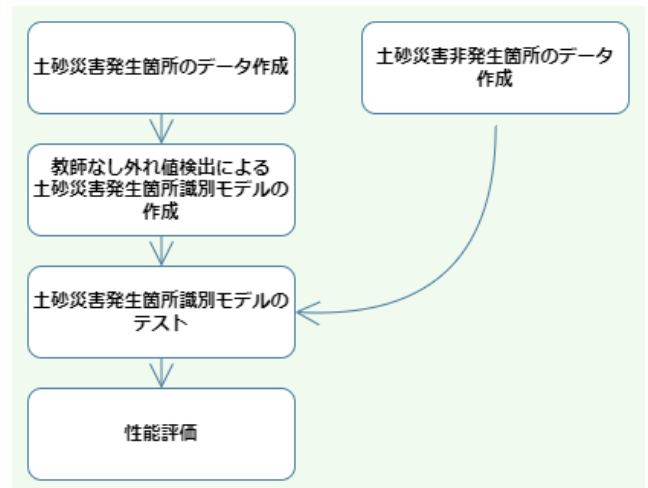 土砂災害発生箇所のデータ作成
土砂災害非発生箇所のデータ
作成
教師なし外れ値検出による
土砂災害発生箇所識別モデルの
作成
土砂災害発生箇所識別モデルの
テスト
性能評価